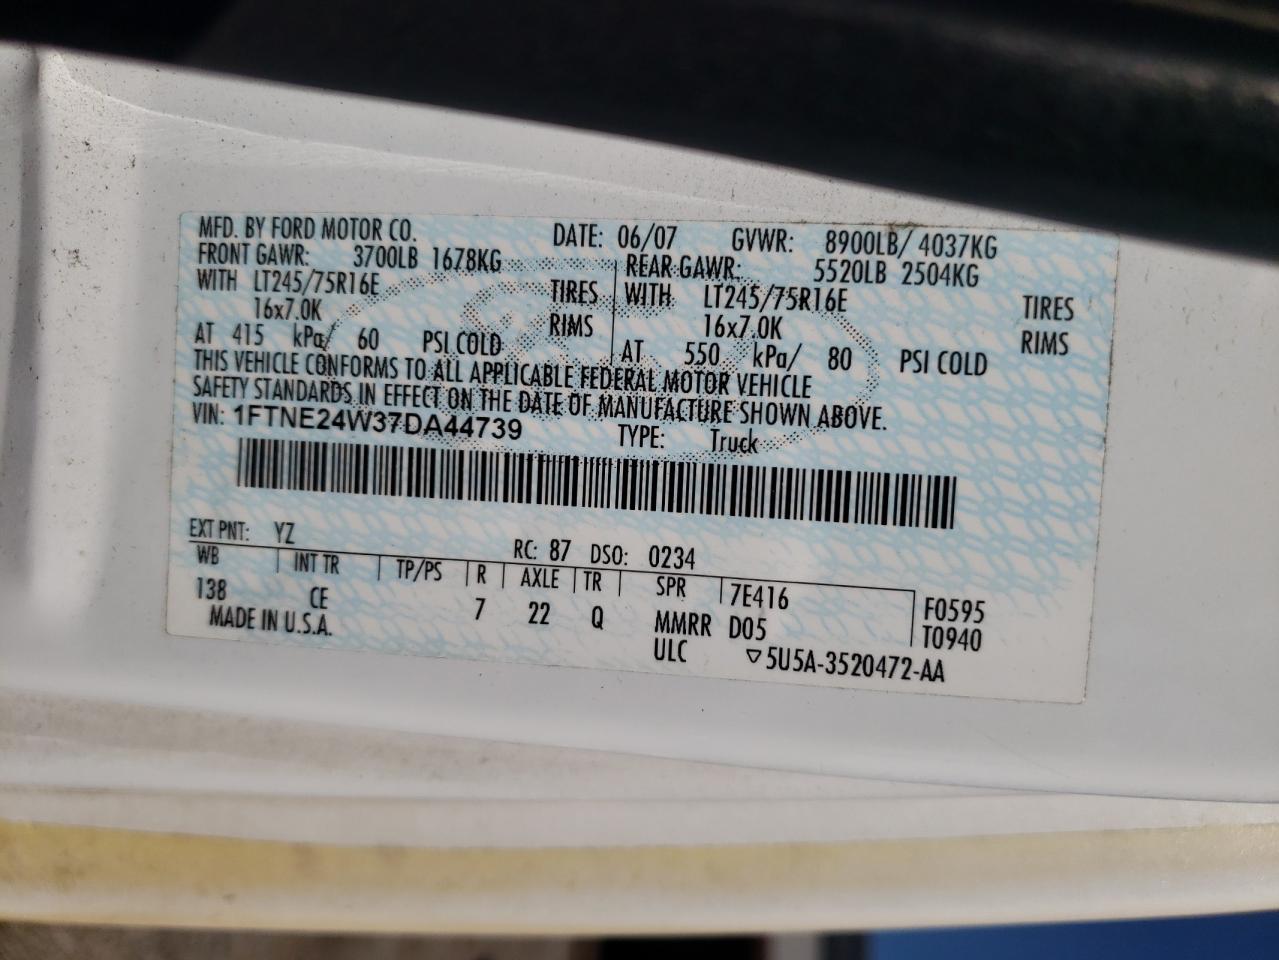 MFD. BY FORD MOTOR CO. DATE: 06/07 GVWR: 8900LB/ 4037KG
FRONT GAWR: 3700LB 1678KG REAR GAWR: 5520LB 2504KG
WITH LT245/75R16E TIRES WITH LT245/75R16E TIRES
16x7.0K RIMS 16x7.0K RIMS
AT 415 kPa/ 60 PSI COLD AT 550 kPa/ 80 PSI COLD
THIS VEHICLE CONFORMS TO ALL APPLICABLE FEDERAL MOTOR VEHICLE
SAFETY STANDARDS IN EFFECT ON THE DATE OF MANUFACTURE SHOWN ABOVE.
VIN: 1FTNE24W37DA44739 TYPE: Truck
EXT PNT: YZ RC: 87 DSO: 0234
WB INT TR TP/PS R AXLE TR SPR 7E416 F0595
138 CE 7 22 Q MMRR D05 T0940
MADE IN U.S.A. ULC ▽5U5A-3520472-AA